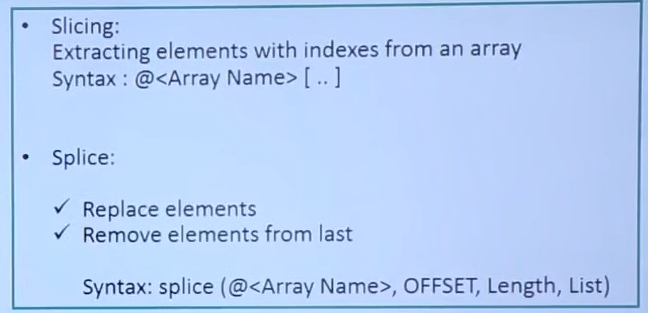 • Slicing:
Extracting elements with indexes from an array
Syntax : @<Array Name> [ .. ]
• Splice:
✓ Replace elements
✓ Remove elements from last
Syntax: splice (@<Array Name>, OFFSET, Length, List)